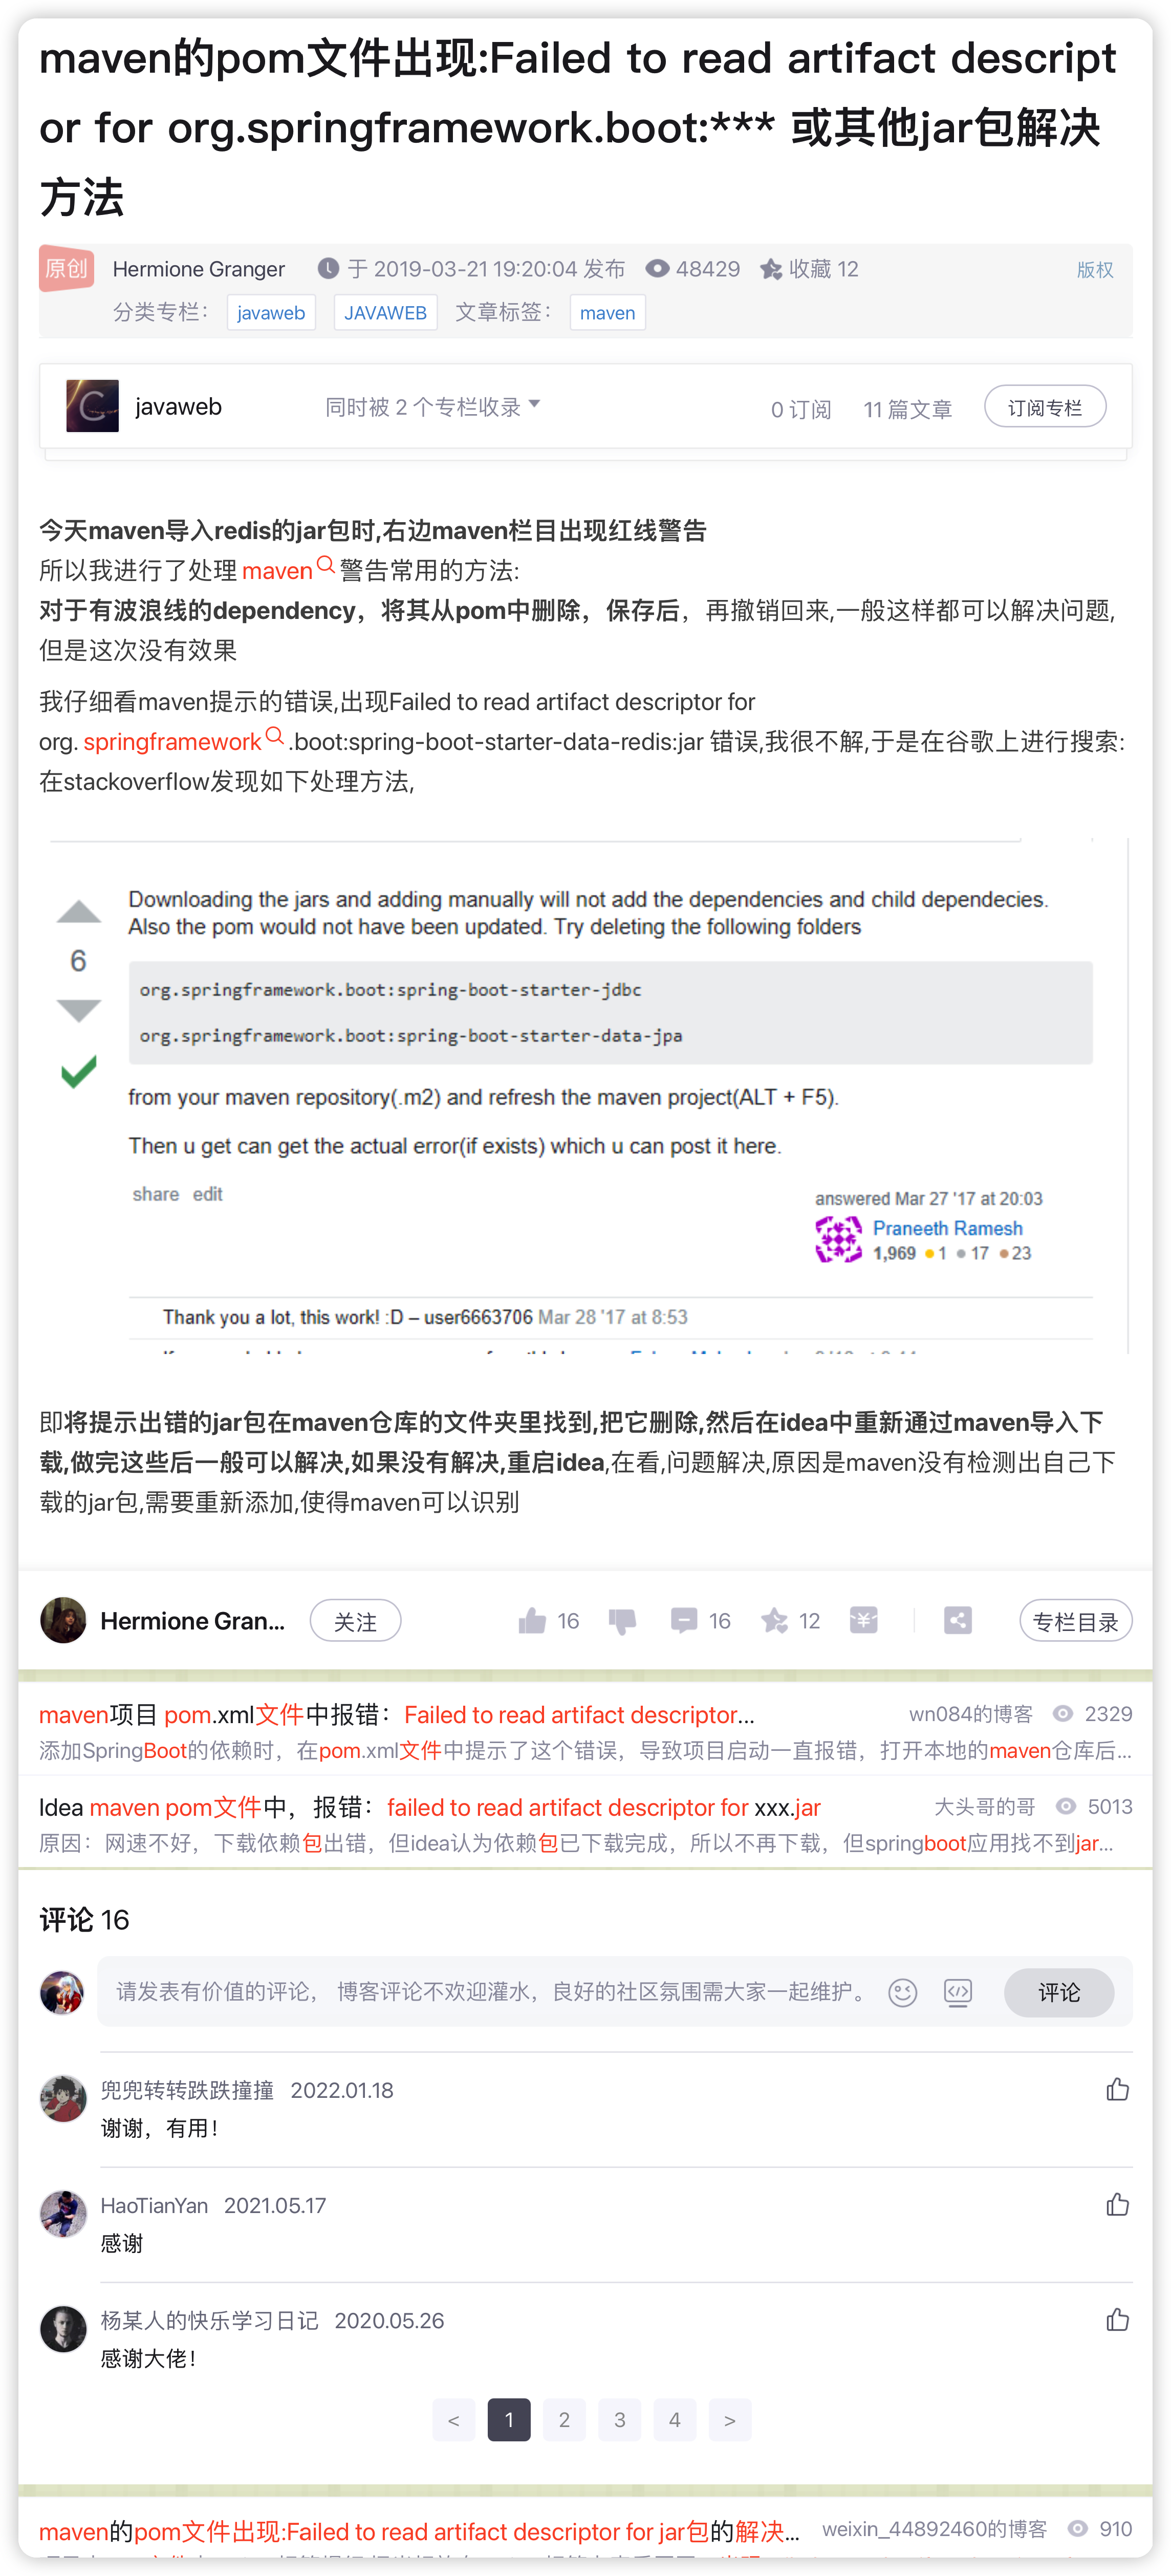 maven的pom文件出现:Failed to read artifact descript
or for org.springframework.boot:*** 或其他jar包解决
方法
原创 Hermione Granger 于 2019-03-21 19:20:04 发布 48429 收藏 12 版权
分类专栏： javaweb JAVAWEB 文章标签： maven
javaweb 同时被 2 个专栏收录 0 订阅 11 篇文章 订阅专栏
今天maven导入redis的jar包时,右边maven栏目出现红线警告
所以我进行了处理 maven 警告常用的方法:
对于有波浪线的dependency，将其从pom中删除，保存后，再撤销回来,一般这样都可以解决问题,
但是这次没有效果
我仔细看maven提示的错误,出现Failed to read artifact descriptor for
org. springframework .boot:spring-boot-starter-data-redis:jar 错误,我很不解,于是在谷歌上进行搜索:
在stackoverflow发现如下处理方法,
Downloading the jars and adding manually will not add the dependencies and child dependecies.
Also the pom would not have been updated. Try deleting the following folders
6
org.springframework.boot:spring-boot-starter-jdbc
org.springframework.boot:spring-boot-starter-data-jpa
from your maven repository(.m2) and refresh the maven project(ALT + F5).
Then u get can get the actual error(if exists) which u can post it here.
share edit
answered Mar 27 '17 at 20:03
Praneeth Ramesh
1,969 1 17 23
Thank you a lot, this work! :D – user6663706 Mar 28 '17 at 8:53
即将提示出错的jar包在maven仓库的文件夹里找到,把它删除,然后在idea中重新通过maven导入下
载,做完这些后一般可以解决,如果没有解决,重启idea,在看,问题解决,原因是maven没有检测出自己下
载的jar包,需要重新添加,使得maven可以识别
Hermione Gran... 关注 16 16 12 专栏目录
maven项目 pom.xml文件中报错：Failed to read artifact descriptor... wn084的博客 2329
添加SpringBoot的依赖时，在pom.xml文件中提示了这个错误，导致项目启动一直报错，打开本地的maven仓库后...
Idea maven pom文件中，报错：failed to read artifact descriptor for xxx.jar 大头哥的哥 5013
原因：网速不好，下载依赖包出错，但idea认为依赖包已下载完成，所以不再下载，但springboot应用找不到jar...
评论 16
请发表有价值的评论， 博客评论不欢迎灌水，良好的社区氛围需大家一起维护。 评论
兜兜转转跌跌撞撞 2022.01.18
谢谢，有用！
HaoTianYan 2021.05.17
感谢
杨某人的快乐学习日记 2020.05.26
感谢大佬！
< 1 2 3 4 >
maven的pom文件出现:Failed to read artifact descriptor for jar包的解决... weixin_44892460的博客 910